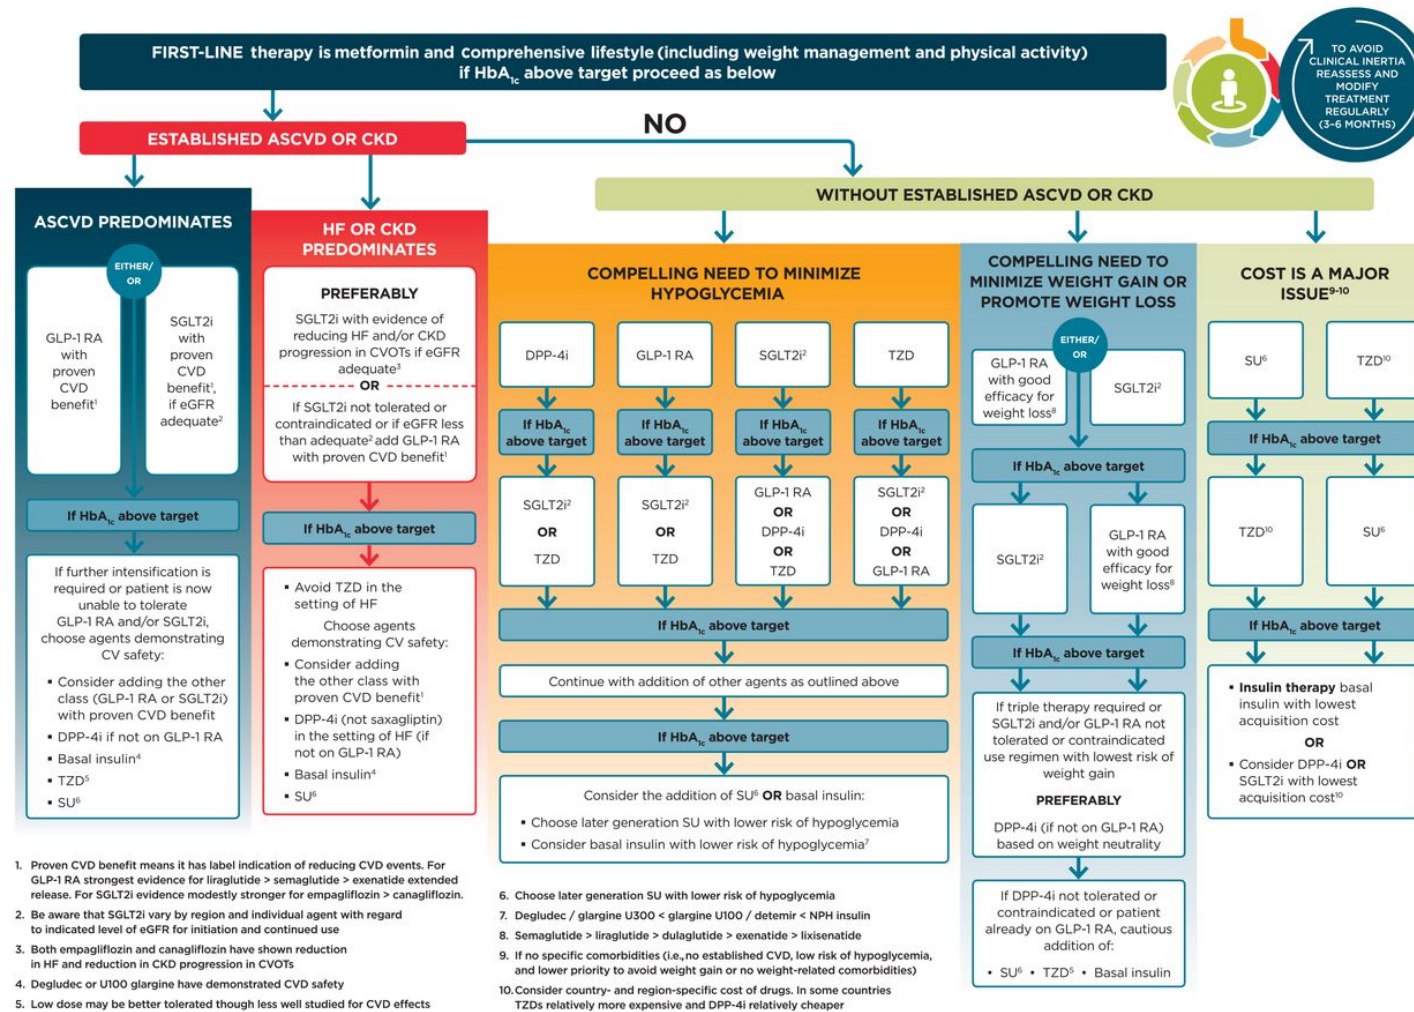 FIRST-LINE therapy is metformin and comprehensive lifestyle (including weight management and physical activity)
if HbA1c above target proceed as below
TO AVOID
CLINICAL INERTIA
REASSESS AND
MODIFY
TREATMENT
REGULARLY
(3-6 MONTHS)
ESTABLISHED ASCVD OR CKD
NO
WITHOUT ESTABLISHED ASCVD OR CKD
ASCVD PREDOMINATES
EITHER/
OR
GLP-1 RA
with
proven
CVD
benefit¹
SGLT2i
with
proven
CVD
benefit¹,
if eGFR
adequate²
If HbA1c above target
If further intensification is
required or patient is now
unable to tolerate
GLP-1 RA and/or SGLT2i,
choose agents demonstrating
CV safety:
▪ Consider adding the other
class (GLP-1 RA or SGLT2i)
with proven CVD benefit
▪ DPP-4i if not on GLP-1 RA
▪ Basal insulin⁴
▪ TZD⁵
▪ SU⁶
HF OR CKD
PREDOMINATES
PREFERABLY
SGLT2i with evidence of
reducing HF and/or CKD
progression in CVOTs if eGFR
adequate³
OR
If SGLT2i not tolerated or
contraindicated or if eGFR less
than adequate² add GLP-1 RA
with proven CVD benefit¹
If HbA1c above target
▪ Avoid TZD in the
setting of HF
Choose agents
demonstrating CV safety:
▪ Consider adding
the other class with
proven CVD benefit¹
▪ DPP-4i (not saxagliptin)
in the setting of HF (if
not on GLP-1 RA)
▪ Basal insulin⁴
▪ SU⁶
COMPELLING NEED TO MINIMIZE
HYPOGLYCEMIA
DPP-4i
GLP-1 RA
SGLT2i²
TZD
If HbA1c
above target
If HbA1c
above target
If HbA1c
above target
If HbA1c
above target
SGLT2i²
OR
TZD
SGLT2i²
OR
TZD
GLP-1 RA
OR
DPP-4i
OR
TZD
SGLT2i²
OR
DPP-4i
OR
GLP-1 RA
If HbA1c above target
Continue with addition of other agents as outlined above
If HbA1c above target
Consider the addition of SU⁶ OR basal insulin:
▪ Choose later generation SU with lower risk of hypoglycemia
▪ Consider basal insulin with lower risk of hypoglycemia⁷
COMPELLING NEED TO
MINIMIZE WEIGHT GAIN OR
PROMOTE WEIGHT LOSS
EITHER/
OR
GLP-1 RA
with good
efficacy for
weight loss⁸
SGLT2i²
If HbA1c above target
SGLT2i²
GLP-1 RA
with good
efficacy for
weight loss⁸
If HbA1c above target
If triple therapy required or
SGLT2i and/or GLP-1 RA not
tolerated or contraindicated
use regimen with lowest risk of
weight gain
PREFERABLY
DPP-4i (if not on GLP-1 RA)
based on weight neutrality
If DPP-4i not tolerated or
contraindicated or patient
already on GLP-1 RA, cautious
addition of:
• SU⁶ • TZD⁵ • Basal insulin
COST IS A MAJOR
ISSUE⁹⁻¹⁰
SU⁶
TZD¹⁰
If HbA1c above target
TZD¹⁰
SU⁶
If HbA1c above target
▪ Insulin therapy basal
insulin with lowest
acquisition cost
OR
▪ Consider DPP-4i OR
SGLT2i with lowest
acquisition cost¹⁰
1. Proven CVD benefit means it has label indication of reducing CVD events. For
GLP-1 RA strongest evidence for liraglutide > semaglutide > exenatide extended
release. For SGLT2i evidence modestly stronger for empagliflozin > canagliflozin.
2. Be aware that SGLT2i vary by region and individual agent with regard
to indicated level of eGFR for initiation and continued use
3. Both empagliflozin and canagliflozin have shown reduction
in HF and reduction in CKD progression in CVOTs
4. Degludec or U100 glargine have demonstrated CVD safety
5. Low dose may be better tolerated though less well studied for CVD effects
6. Choose later generation SU with lower risk of hypoglycemia
7. Degludec / glargine U300 < glargine U100 / detemir < NPH insulin
8. Semaglutide > liraglutide > dulaglutide > exenatide > lixisenatide
9. If no specific comorbidities (i.e., no established CVD, low risk of hypoglycemia,
and lower priority to avoid weight gain or no weight-related comorbidities)
10. Consider country- and region-specific cost of drugs. In some countries
TZDs relatively more expensive and DPP-4i relatively cheaper